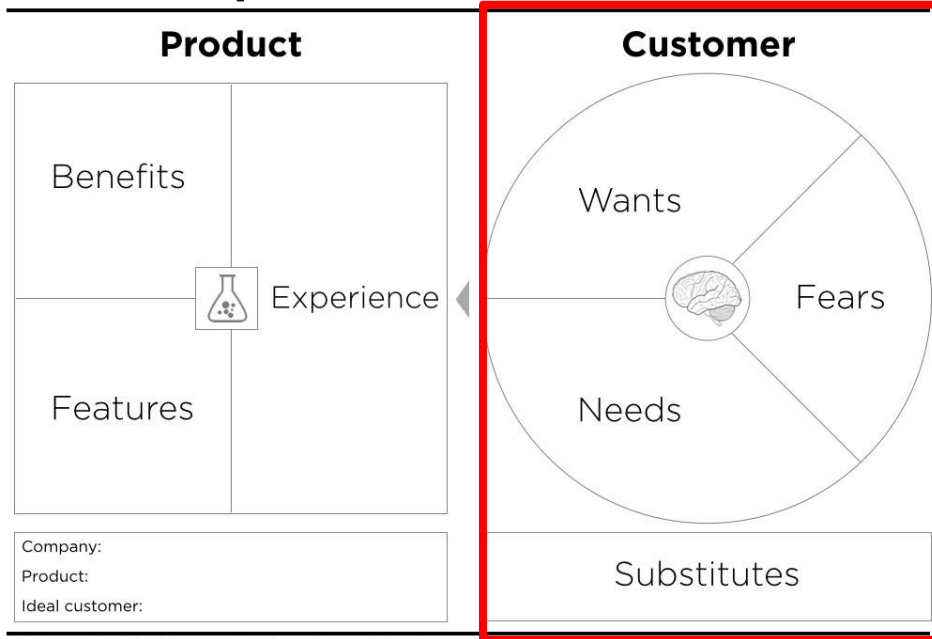 Product
Benefits
Experience
Features
Company:
Product:
Ideal customer:
Customer
Wants
Fears
Needs
Substitutes